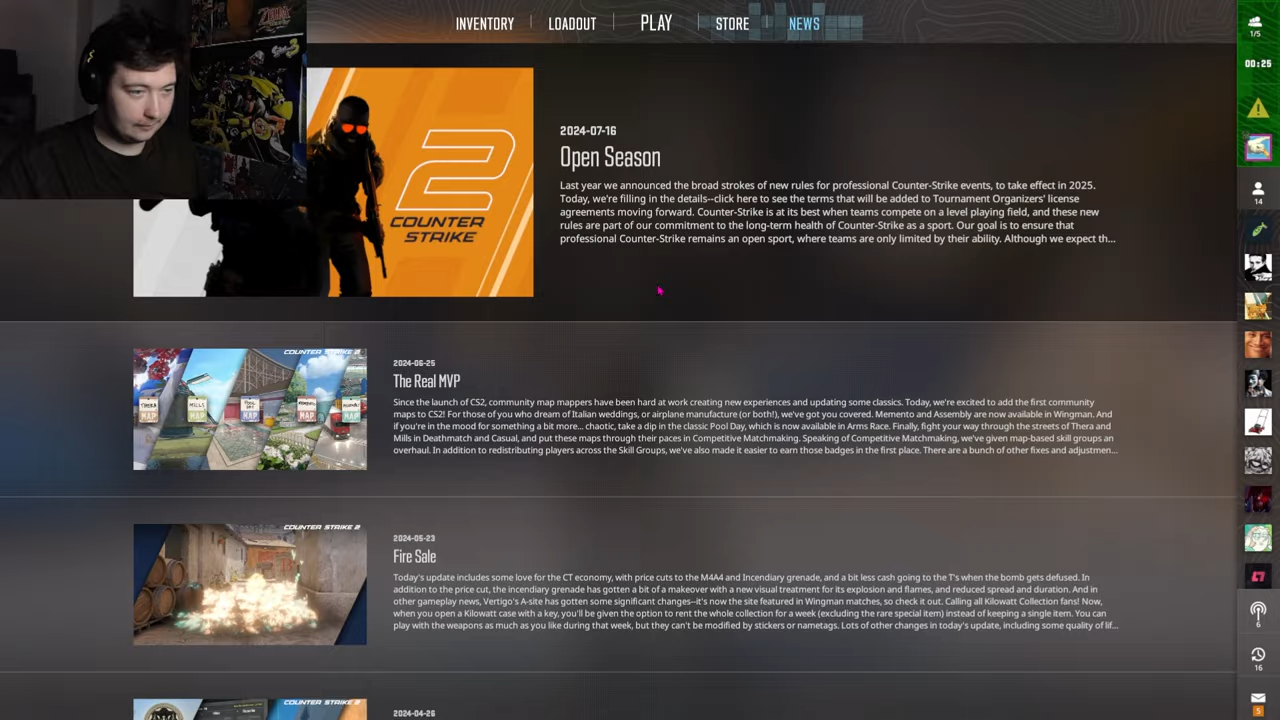 INVENTORY
LOADOUT
PLAY
STORE
NEWS
1/5
00:25
14
6
16
5
2
COUNTER
STRIKE
2024-07-16
Open Season
Last year we announced the broad strokes of new rules for professional Counter-Strike events, to take effect in 2025.
Today, we're filling in the details--click here to see the terms that will be added to Tournament Organizers' license
agreements moving forward. Counter-Strike is at its best when teams compete on a level playing field, and these new
rules are part of our commitment to the long-term health of Counter-Strike as a sport. Our goal is to ensure that
professional Counter-Strike remains an open sport, where teams are only limited by their ability. Although we expect th...
COUNTER STRIKE 2
MILLS
2024-06-25
The Real MVP
Since the launch of CS2, community map mappers have been hard at work creating new experiences and updating some classics. Today, we're excited to add the first community
maps to CS2! For those of you who dream of Italian weddings, or airplane manufacture (or both!), we've got you covered. Memento and Assembly are now available in Wingman. And
if you're in the mood for something a bit more... chaotic, take a dip in the classic Pool Day, which is now available in Arms Race. Finally, fight your way through the streets of Thera and
Mills in Deathmatch and Casual, and put these maps through their paces in Competitive Matchmaking. Speaking of Competitive Matchmaking, we've given map-based skill groups an
overhaul. In addition to redistributing players across the Skill Groups, we've also made it easier to earn those badges in the first place. There are a bunch of other fixes and adjustmen...
COUNTER STRIKE 2
2024-05-23
Fire Sale
Today's update includes some love for the CT economy, with price cuts to the M4A4 and Incendiary grenade, and a bit less cash going to the T's when the bomb gets defused. In
addition to the price cut, the incendiary grenade has gotten a bit of a makeover with a new visual treatment for its explosion and flames, and reduced spread and duration. And in
other gameplay news, Vertigo's A-site has gotten some significant changes--it's now the site featured in Wingman matches, so check it out. Calling all Kilowatt Collection fans! Now,
when you open a Kilowatt case with a key, you'll be given the option to rent the whole collection for a week (excluding the rare special item) instead of keeping a single item. You can
play with the weapons as much as you like during that week, but they can't be modified by stickers or nametags. Lots of other changes in today's update, including some quality of lif...
COUNTER STRIKE 2
2024-04-26